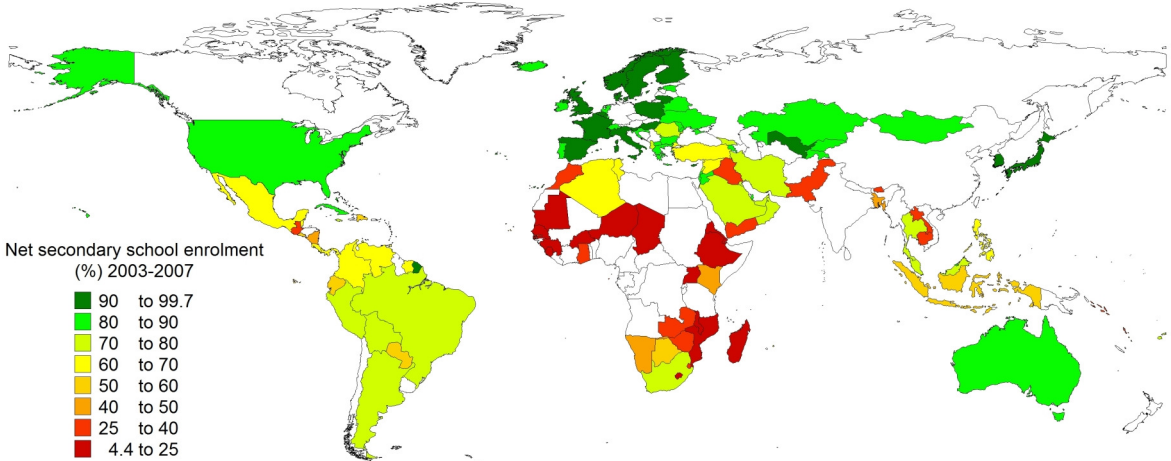 Net secondary school enrolment
(%) 2003-2007
90 to 99.7
80 to 90
70 to 80
60 to 70
50 to 60
40 to 50
25 to 40
4.4 to 25